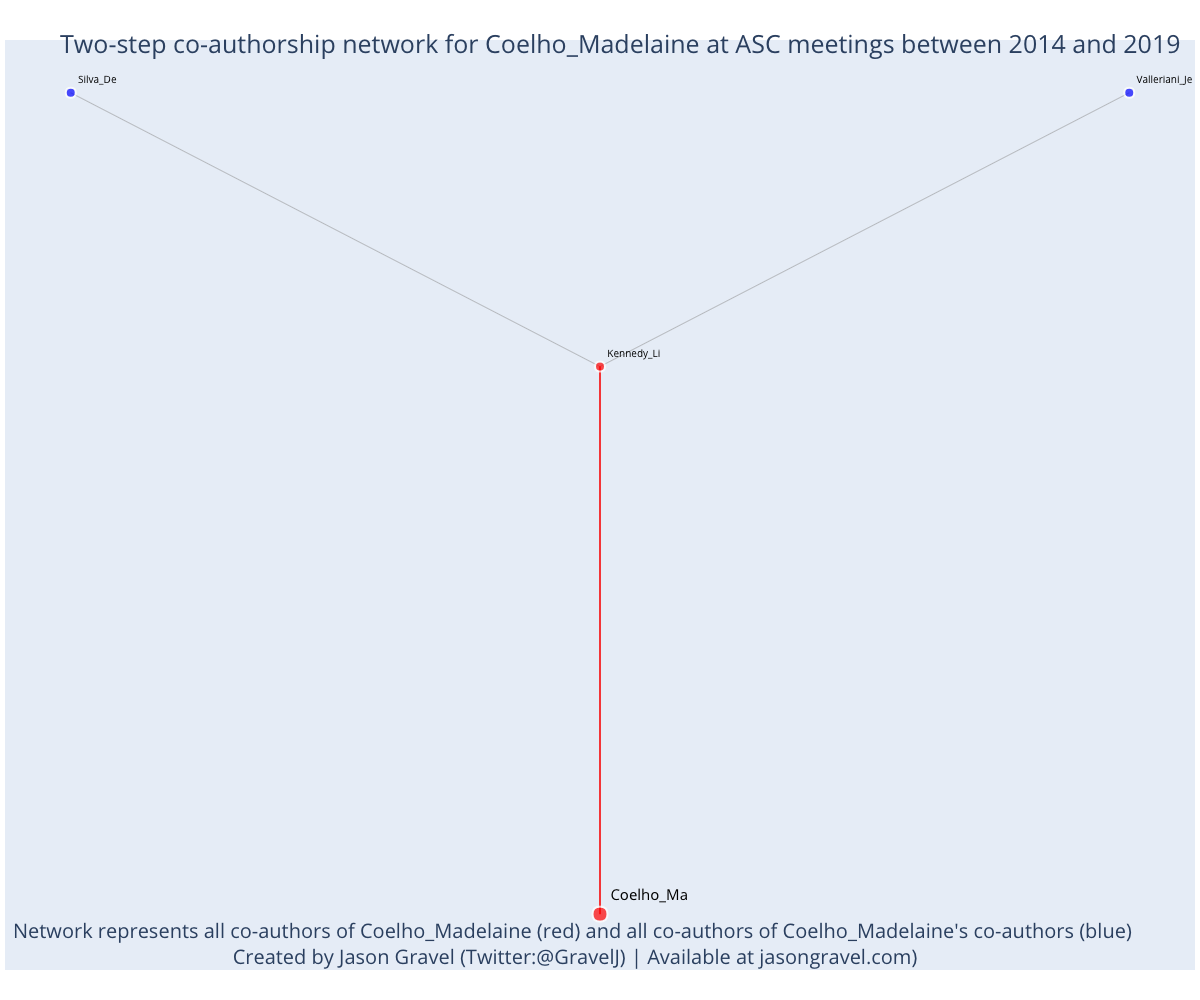 Two-step co-authorship network for Coelho_Madelaine at ASC meetings between 2014 and 2019
Silva_De
Valleriani_Je
Kennedy_Li
Coelho_Ma
Network represents all co-authors of Coelho_Madelaine (red) and all co-authors of Coelho_Madelaine's co-authors (blue)
Created by Jason Gravel (Twitter:@GravelJ) | Available at jasongravel.com)